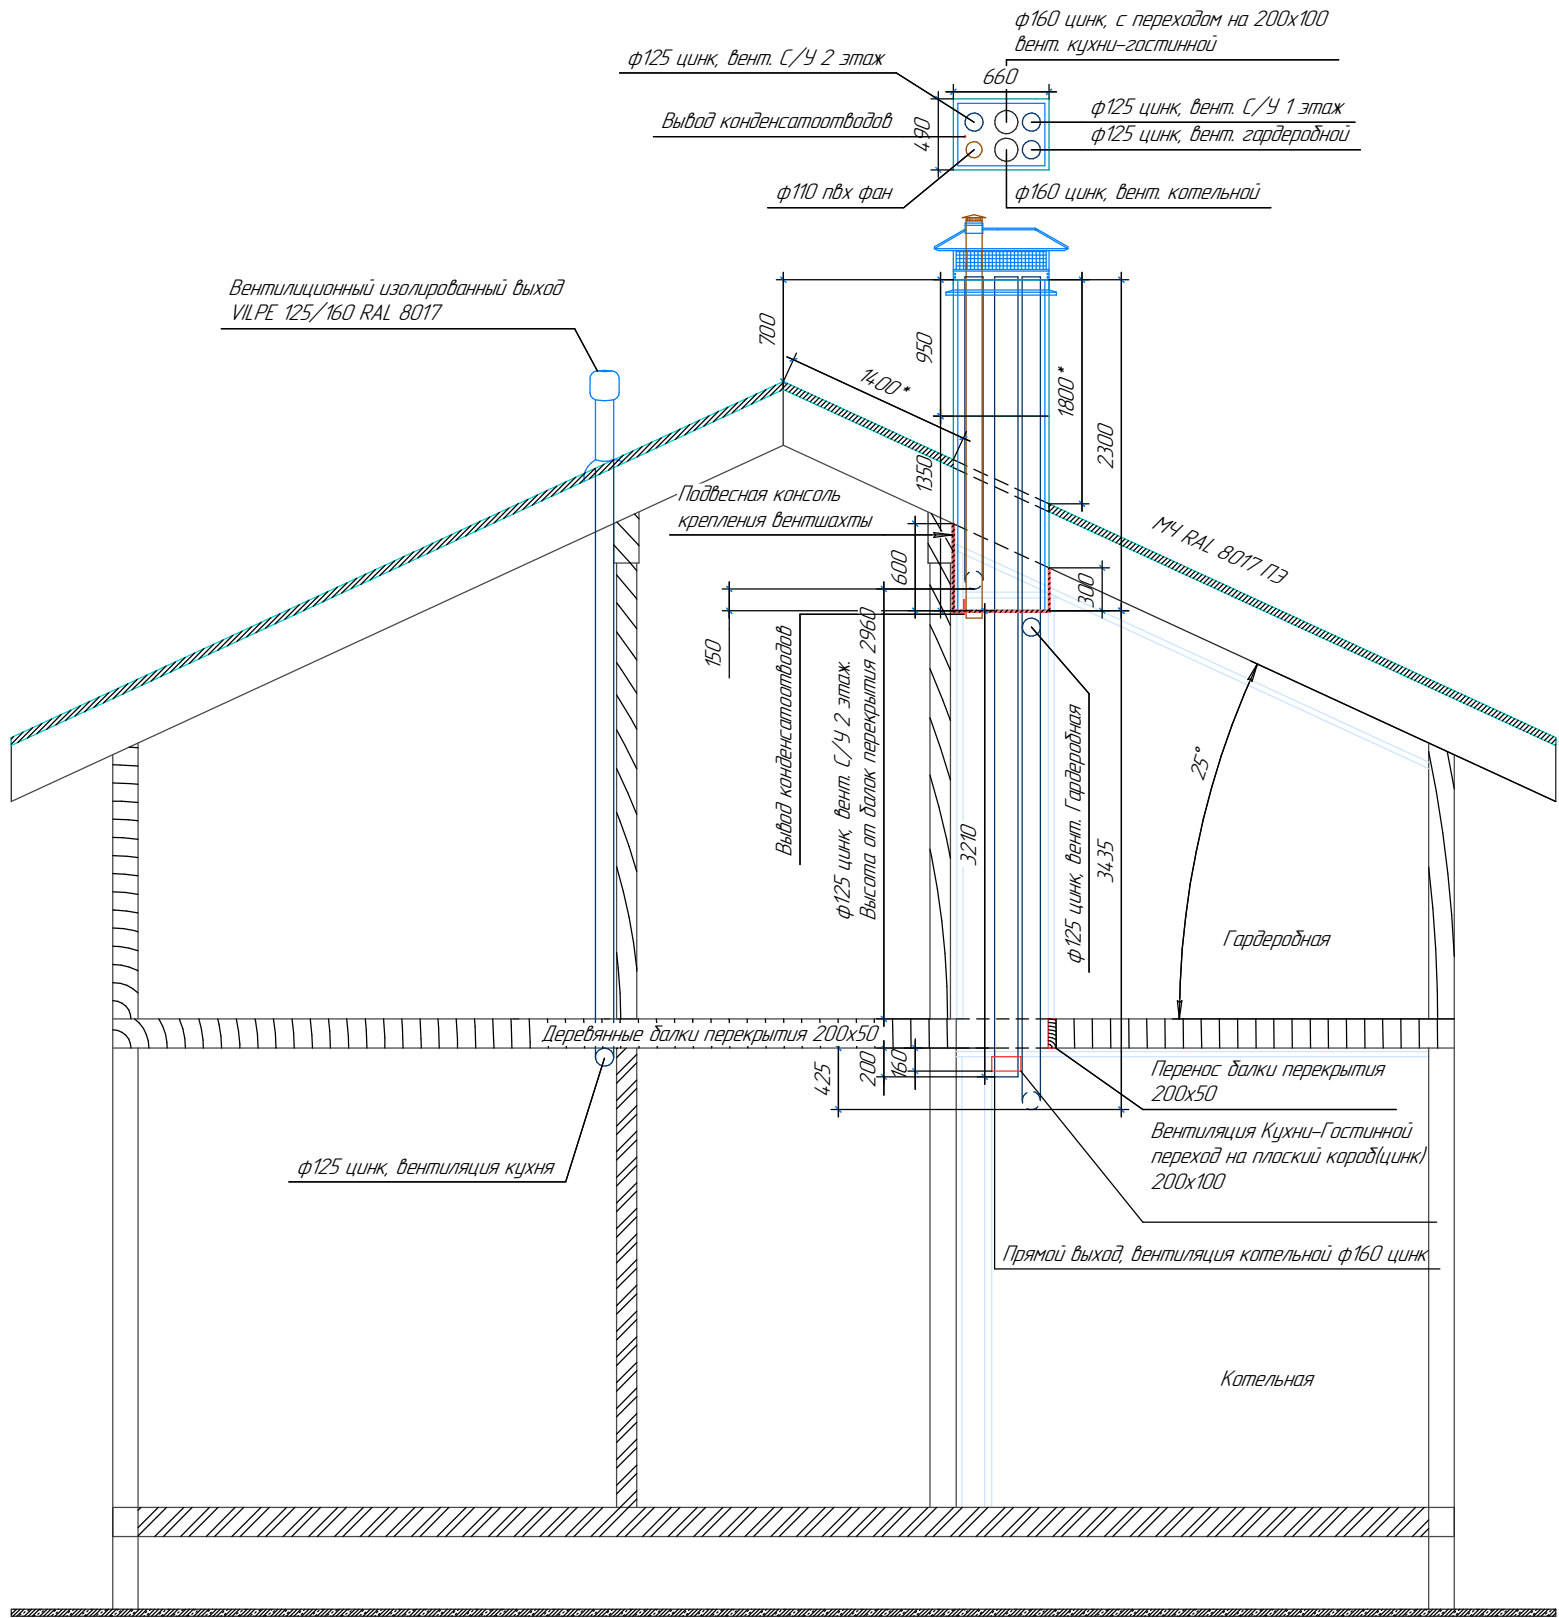 ф160 цинк, с переходом на 200х100
вент. кухни-гостинной
ф125 цинк, вент. С/У 2 этаж
660
ф125 цинк, вент. С/У 1 этаж
Вывод конденсатоотводов
490
ф125 цинк, вент. гардеробной
ф110 пвх фан
ф160 цинк, вент. котельной
Вентилиционный изолированный выход
VILPE 125/160 RAL 8017
700
950
1400*
1800*
2300
1350
Подвесная консоль
крепления вентшахты
МЧ RAL 8017 ПЭ
600
300
150
Вывод конденсатоотводов
ф125 цинк, вент. С/У 2 этаж.
Высота от балок перекрытия 2960
3210
ф125 цинк, вент. Гардеробная
3435
25°
Гардеробная
Деревянные балки перекрытия 200х50
425
200
160
Перенос балки перекрытия
200х50
Вентиляция Кухни-Гостинной
переход на плоский короб(цинк)
200х100
ф125 цинк, вентиляция кухня
Прямой выход, вентиляция котельной ф160 цинк
Котельная